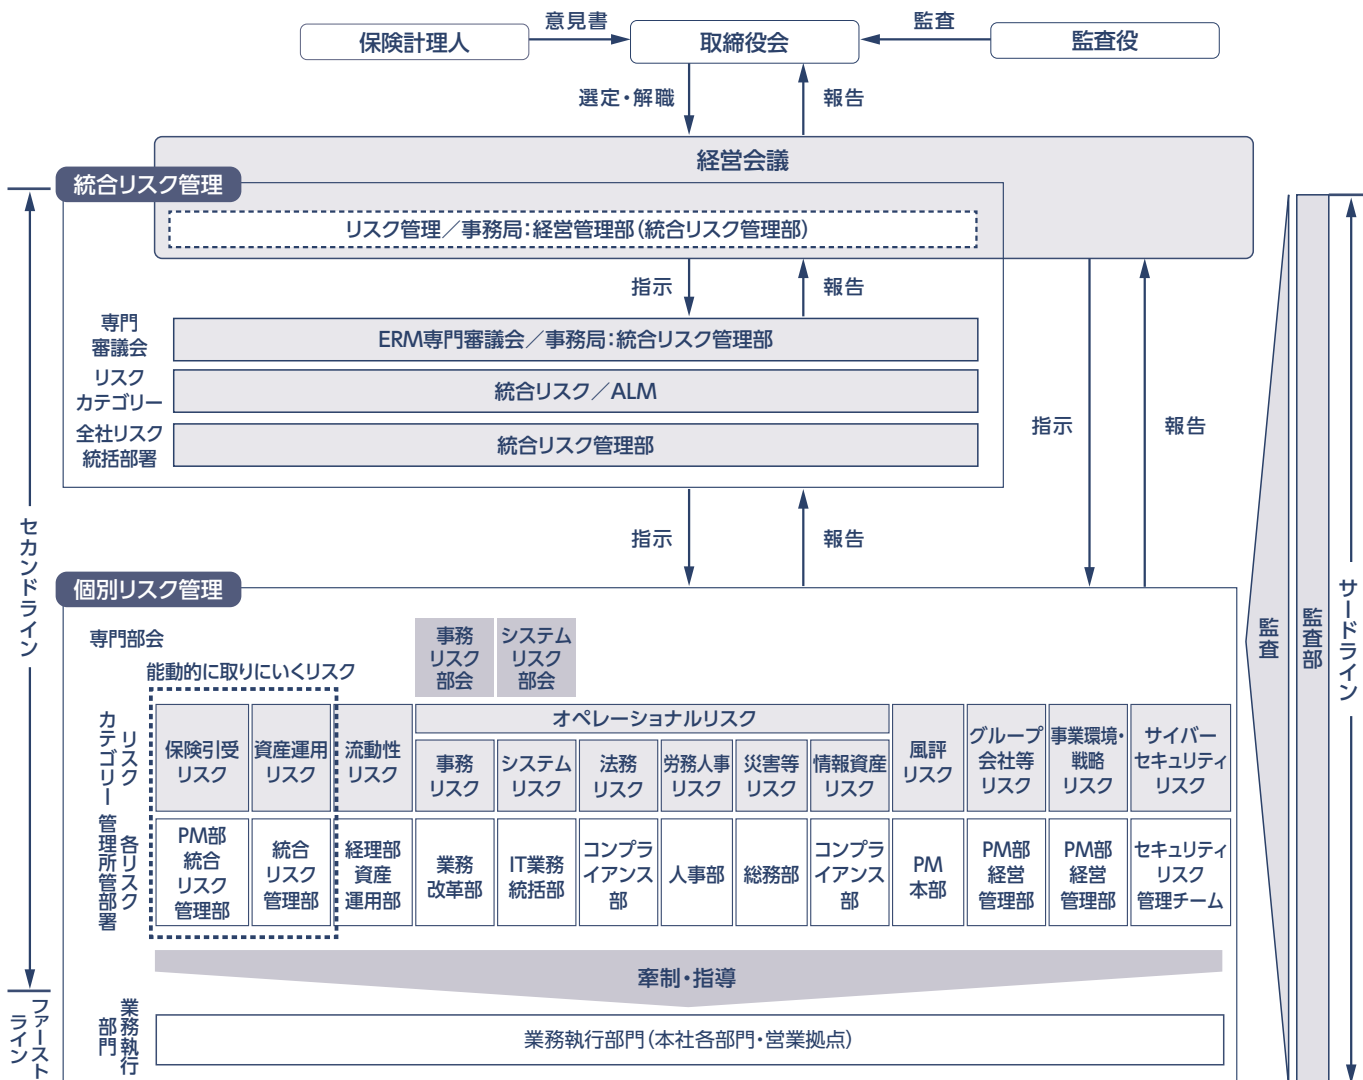 保険計理人
意見書
取締役会
監査
監査役
選定・解職
報告
経営会議
統合リスク管理
リスク管理／事務局：経営管理部（統合リスク管理部）
指示
報告
専門
審議会
ERM専門審議会／事務局：統合リスク管理部
リスク
カテゴリー
統合リスク／ALM
全社リスク
統括部署
統合リスク管理部
指示
報告
指示
報告
セカンドライン
個別リスク管理
専門部会
事務
リスク
部会
システム
リスク
部会
能動的に取りにいくリスク
リスク
カテゴリー
保険引受
リスク
資産運用
リスク
流動性
リスク
オペレーショナルリスク
事務
リスク
システム
リスク
法務
リスク
労務人事
リスク
災害等
リスク
情報資産
リスク
風評
リスク
グループ
会社等
リスク
事業環境・
戦略
リスク
サイバー
セキュリティ
リスク
各リスク
管理所管部署
PM部
統合
リスク
管理部
統合
リスク
管理部
経理部
資産
運用部
業務
改革部
IT業務
統括部
コンプラ
イアンス
部
人事部
総務部
コンプラ
イアンス
部
PM
本部
PM部
経営
管理部
PM部
経営
管理部
セキュリティ
リスク
管理チーム
牽制・指導
ファースト
ライン
業務執行
部門
業務執行部門（本社各部門・営業拠点）
監査
監査部
サードライン